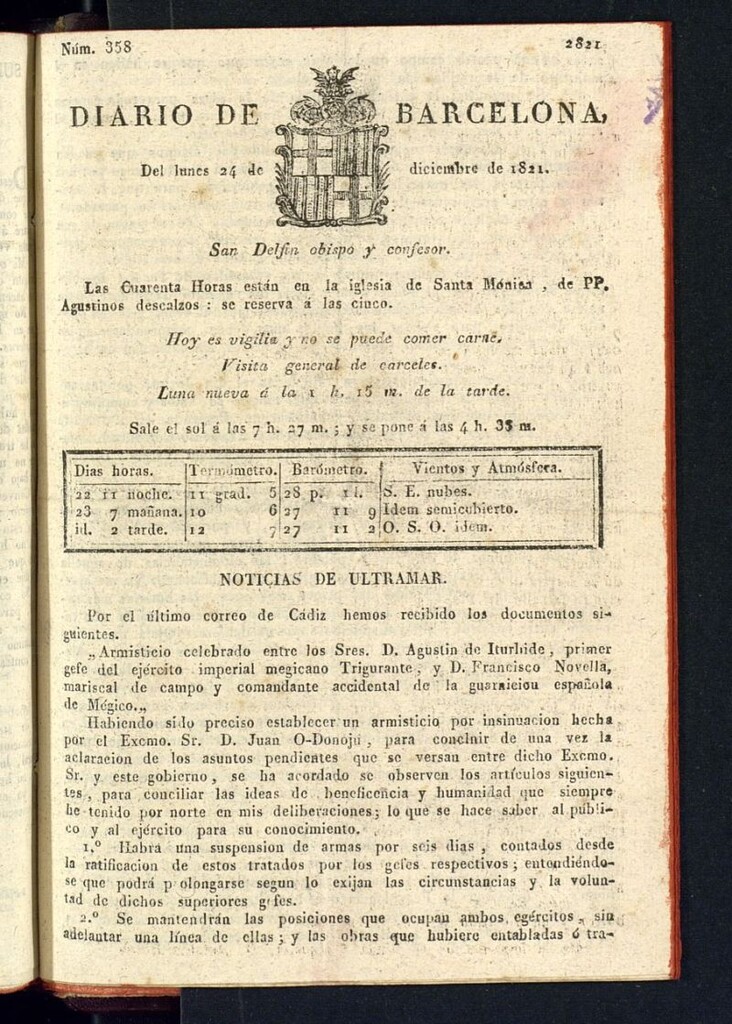 Núm. 358 2821
DIARIO DE BARCELONA,
Del lunes 24 de diciembre de 1821.
San Delfin obispo y confesor.
Las Cuarenta Horas están en la iglesia de Santa Mónica, de PP.
Agustinos descalzos : se reserva á las cinco.
Hoy es vigilia y no se puede comer carne.
Visita general de carceles.
Luna nueva á la 1 h. 15 m. de la tarde.
Sale el sol á las 7 h. 27 m. ; y se pone á las 4 h. 33 m.
Dias horas. Termómetro. Barómetro. Vientos y Atmósfera.
22 11 noche. 11 grad. 5 28 p. 1 l. S. E. nubes.
23 7 mañana. 10 6 27 11 9 Idem semicubierto.
id. 2 tarde. 12 7 27 11 2 O. S. O. idem.
NOTICIAS DE ULTRAMAR.
Por el último correo de Cádiz hemos recibido los documentos si-
guientes.
„Armisticio celebrado entre los Sres. D. Agustin de Iturbide, primer
gefe del ejército imperial megicano Trigurante, y D. Francisco Novella,
mariscal de campo y comandante accidental de la guarnicion española
de Mégico.„
Habiendo sido preciso establecer un armisticio por insinuacion hecha
por el Excmo. Sr. D. Juan O-Donojú, para concluir de una vez la
aclaracion de los asuntos pendientes que se versan entre dicho Excmo.
Sr. y este gobierno, se ha acordado se observen los artículos siguien-
tes, para conciliar las ideas de beneficencia y humanidad que siempre
he tenido por norte en mis deliberaciones; lo que se hace saber al públi-
co y al ejército para su conocimiento.
1.º Habrá una suspension de armas por seis dias, contados desde
la ratificacion de estos tratados por los gefes respectivos; entendiéndo-
se que podrá p olongarse segun lo exijan las circunstancias y la volun-
tad de dichos superiores gefes.
2.º Se mantendrán las posiciones que ocupan ambos egércitos, sin
adelantar una línea de ellas; y las obras que hubiere entabladas ó tra-